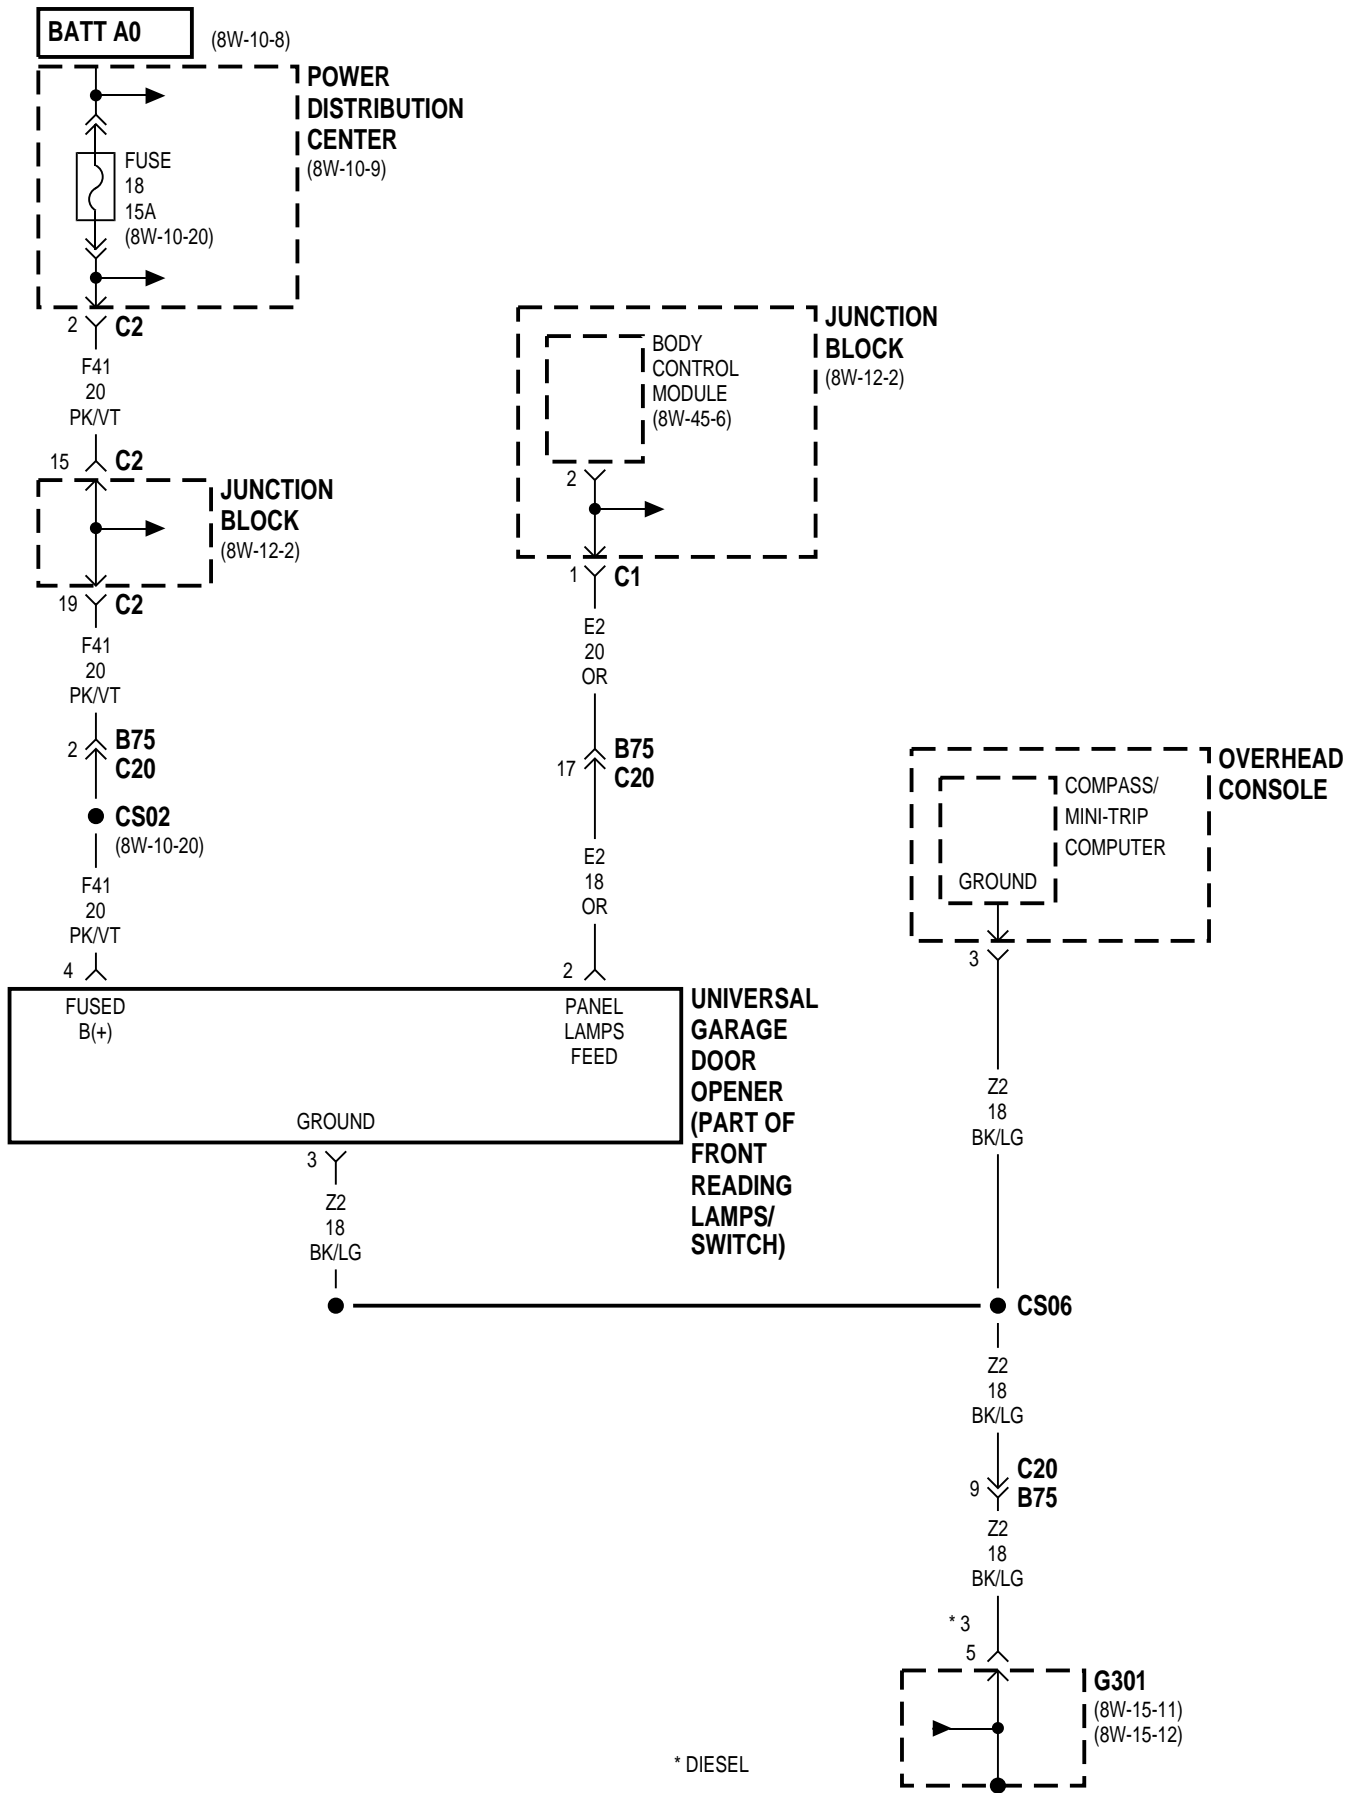 BATT A0
(8W-10-8)
POWER
DISTRIBUTION
CENTER
(8W-10-9)
FUSE
18
15A
(8W-10-20)
2
C2
F41
20
PK/VT
15
C2
JUNCTION
BLOCK
(8W-12-2)
19
C2
F41
20
PK/VT
2
B75
C20
CS02
(8W-10-20)
F41
20
PK/VT
4
JUNCTION
BLOCK
(8W-12-2)
BODY
CONTROL
MODULE
(8W-45-6)
2
1
C1
E2
20
OR
17
B75
C20
E2
18
OR
2
FUSED
B(+)
PANEL
LAMPS
FEED
GROUND
UNIVERSAL
GARAGE
DOOR
OPENER
(PART OF
FRONT
READING
LAMPS/
SWITCH)
3
Z2
18
BK/LG
OVERHEAD
CONSOLE
COMPASS/
MINI-TRIP
COMPUTER
GROUND
3
Z2
18
BK/LG
CS06
Z2
18
BK/LG
9
C20
B75
Z2
18
BK/LG
* 3
5
G301
(8W-15-11)
(8W-15-12)
* DIESEL